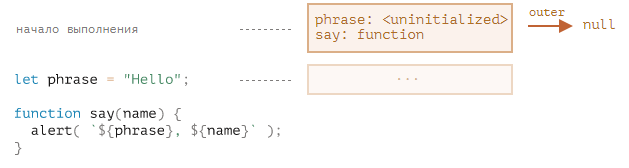 начало выполнения
phrase: <uninitialized>
say: function
outer
null
let phrase = "Hello";
...
function say(name) {
alert( `${phrase}, ${name}` );
}